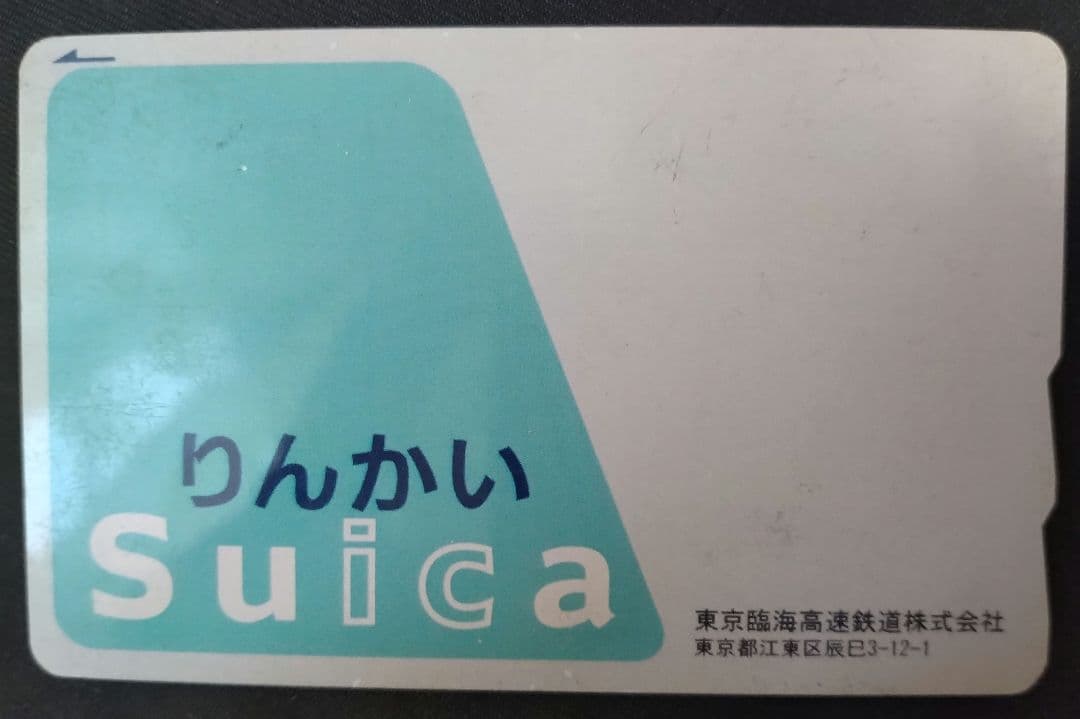 りんかい
Suica
東京臨海高速鉄道株式会社
東京都江東区辰巳3-12-1